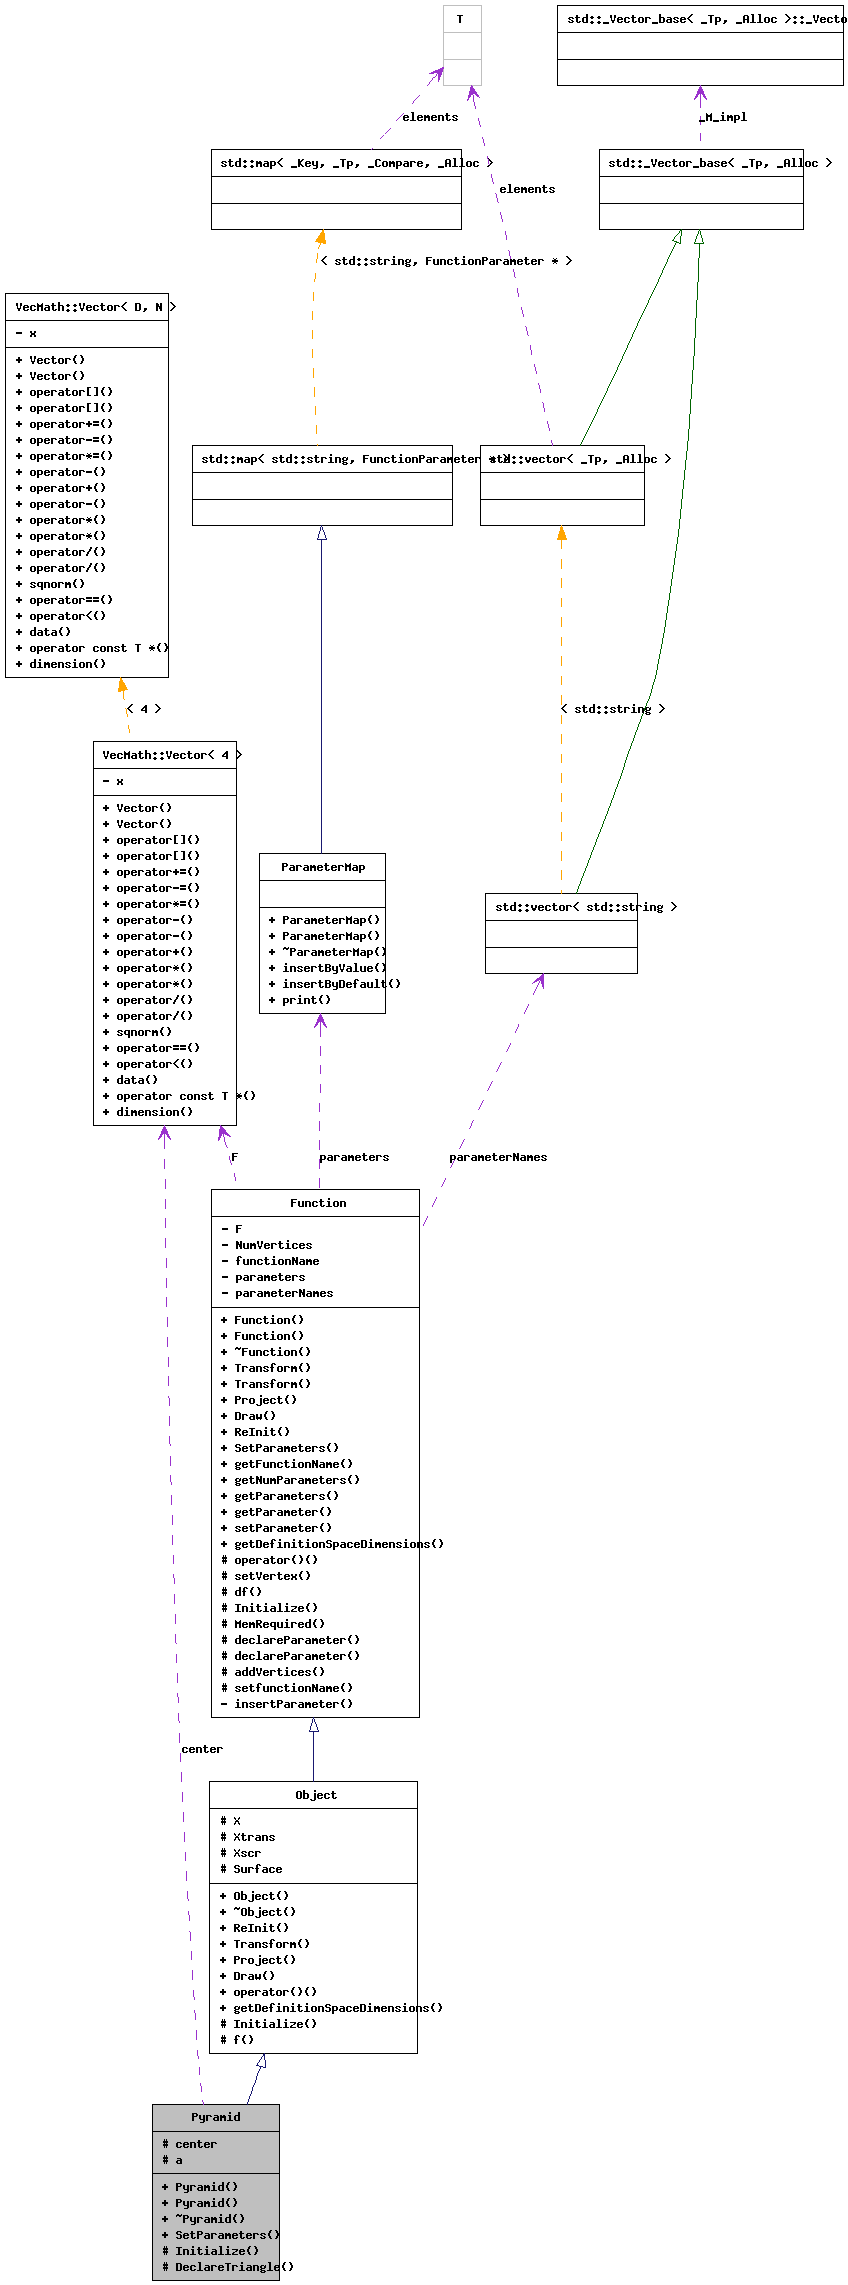 T
std::_Vector_base< _Tp, _Alloc >::_Vecto
elements
_M_impl
std::map< _Key, _Tp, _Compare, _Alloc >
std::_Vector_base< _Tp, _Alloc >
elements
< std::string, FunctionParameter * >
VecMath::Vector< D, N >
- x
+ Vector()
+ Vector()
+ operator[]()
+ operator[]()
+ operator+=()
+ operator-=()
+ operator*=()
+ operator-()
+ operator+()
+ operator-()
+ operator*()
+ operator*()
+ operator/()
+ operator/()
+ sqnorm()
+ operator==()
+ operator<()
+ data()
+ operator const T *()
+ dimension()
std::map< std::string, FunctionParameter * >
std::vector< _Tp, _Alloc >
< 4 >
< std::string >
VecMath::Vector< 4 >
- x
+ Vector()
+ Vector()
+ operator[]()
+ operator[]()
+ operator+=()
+ operator-=()
+ operator*=()
+ operator-()
+ operator-()
+ operator+()
+ operator*()
+ operator*()
+ operator/()
+ operator/()
+ sqnorm()
+ operator==()
+ operator<()
+ data()
+ operator const T *()
+ dimension()
ParameterMap
+ ParameterMap()
+ ParameterMap()
+ ~ParameterMap()
+ insertByValue()
+ insertByDefault()
+ print()
std::vector< std::string >
F
parameters
parameterNames
Function
- F
- NumVertices
- functionName
- parameters
- parameterNames
+ Function()
+ Function()
+ ~Function()
+ Transform()
+ Transform()
+ Project()
+ Draw()
+ ReInit()
+ SetParameters()
+ getFunctionName()
+ getNumParameters()
+ getParameters()
+ getParameter()
+ setParameter()
+ getDefinitionSpaceDimensions()
# operator()()
# setVertex()
# df()
# Initialize()
# MemRequired()
# declareParameter()
# declareParameter()
# addVertices()
# setfunctionName()
- insertParameter()
center
Object
# X
# Xtrans
# Xscr
# Surface
+ Object()
+ ~Object()
+ ReInit()
+ Transform()
+ Project()
+ Draw()
+ operator()()
+ getDefinitionSpaceDimensions()
# Initialize()
# f()
Pyramid
# center
# a
+ Pyramid()
+ Pyramid()
+ ~Pyramid()
+ SetParameters()
# Initialize()
# DeclareTriangle()